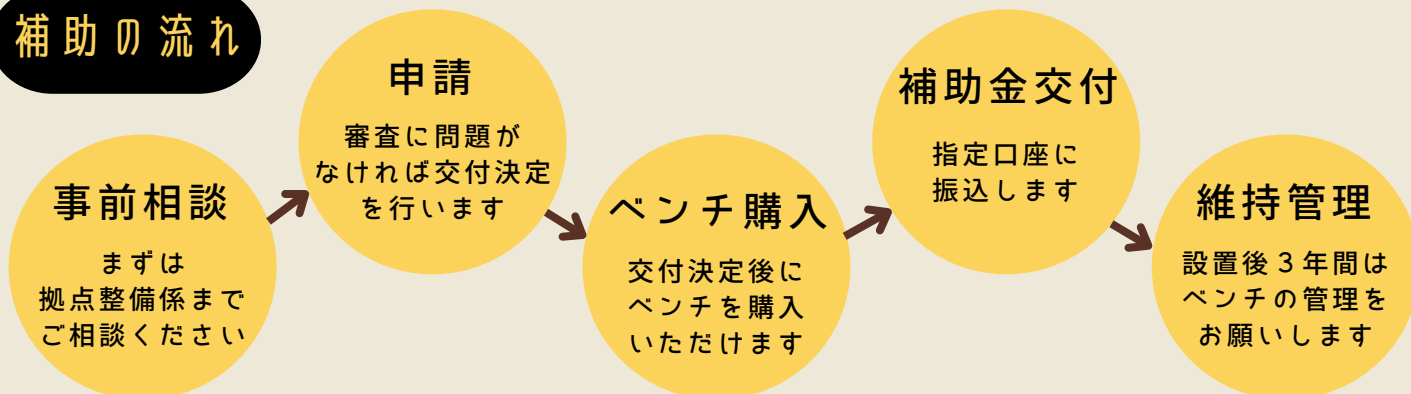 補助の流れ
事前相談
まずは
拠点整備係まで
ご相談ください
申請
審査に問題が
なければ交付決定
を行います
ベンチ購入
交付決定後に
ベンチを購入
いただけます
補助金交付
指定口座に
振込します
維持管理
設置後３年間は
ベンチの管理を
お願いします